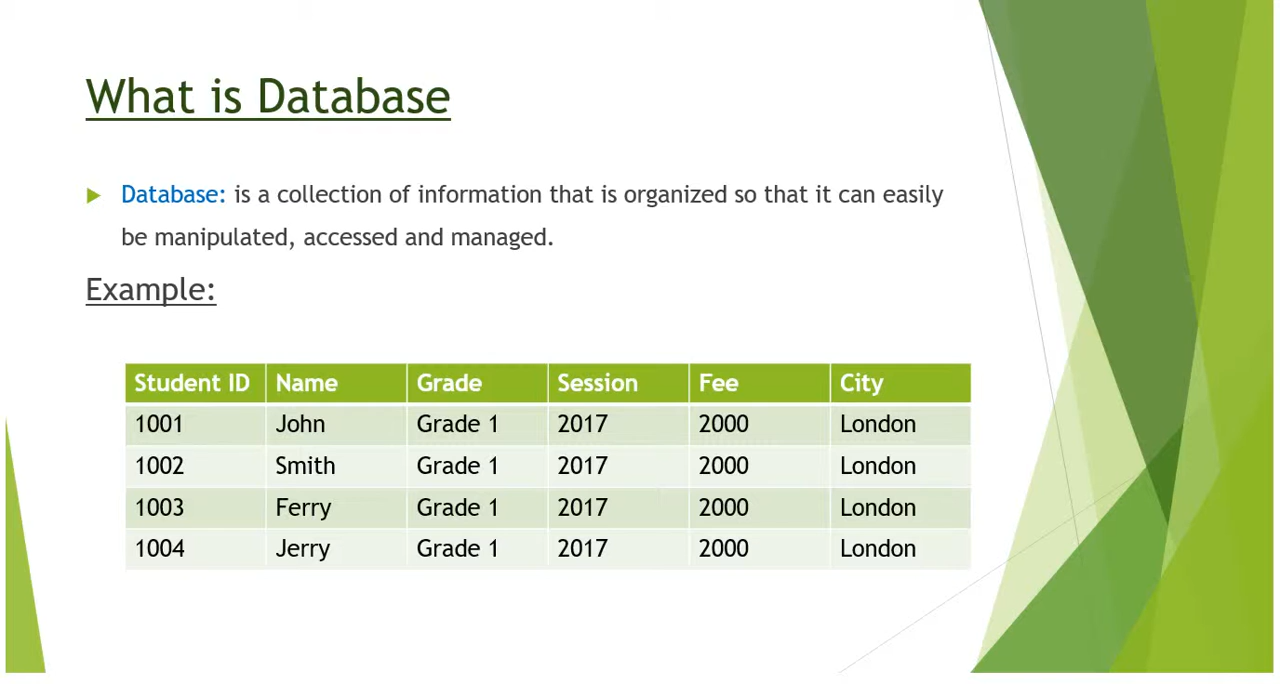 What is Database
Database: is a collection of information that is organized so that it can easily
be manipulated, accessed and managed.
Example:
Student ID Name Grade Session Fee City
1001 John Grade 1 2017 2000 London
1002 Smith Grade 1 2017 2000 London
1003 Ferry Grade 1 2017 2000 London
1004 Jerry Grade 1 2017 2000 London